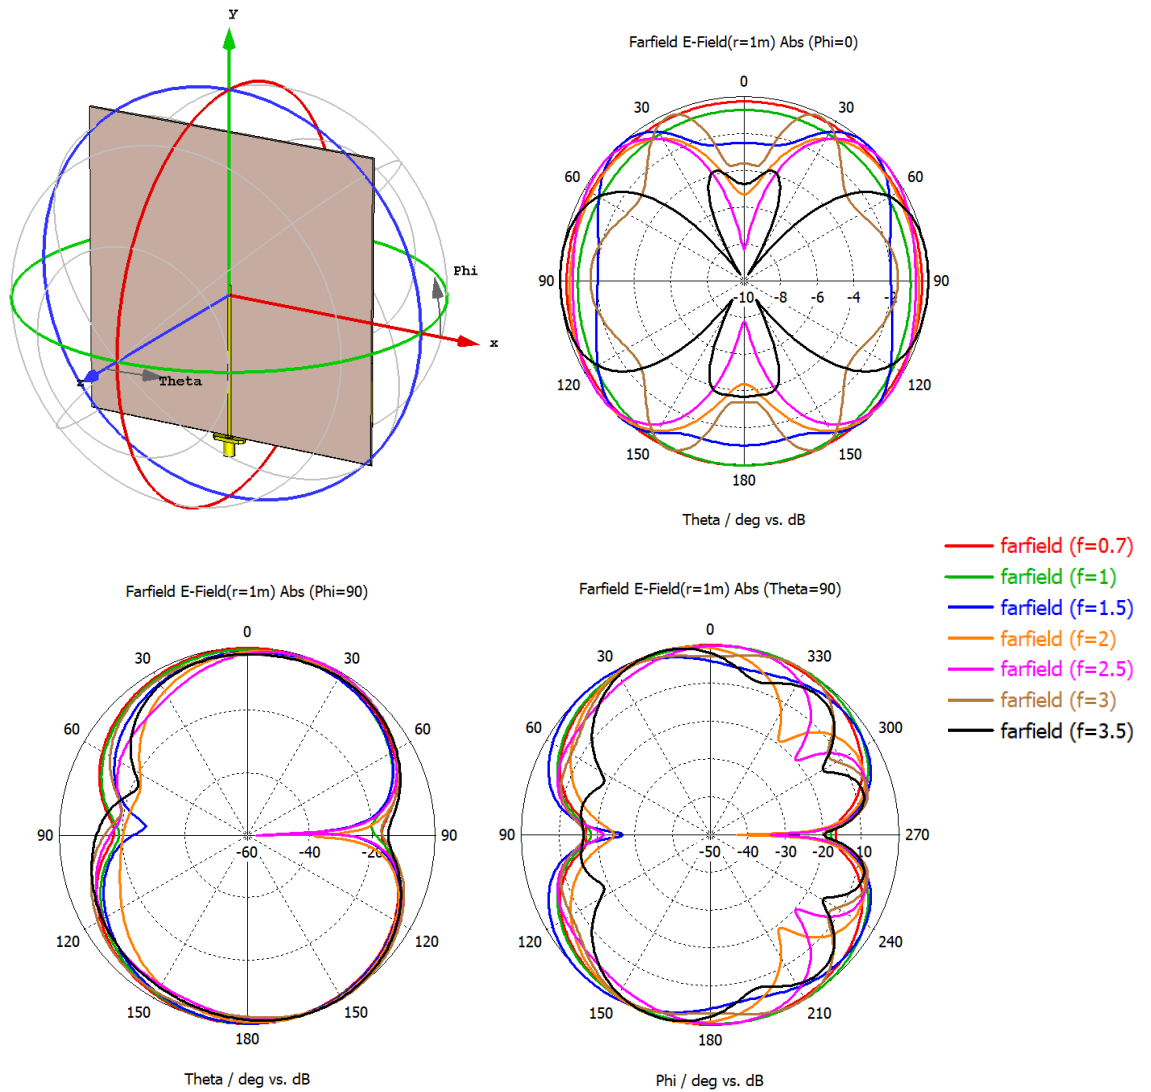 y
Phi
x
z
Theta
Farfield E-Field(r=1m) Abs (Phi=0)
0
30
30
60
60
90
90
-10
-8
-6
-4
-2
120
120
150
150
180
Theta / deg vs. dB
farfield (f=0.7)
farfield (f=1)
farfield (f=1.5)
farfield (f=2)
farfield (f=2.5)
farfield (f=3)
farfield (f=3.5)
Farfield E-Field(r=1m) Abs (Phi=90)
0
30
30
60
60
90
90
-60
-40
-20
120
120
150
150
180
Theta / deg vs. dB
Farfield E-Field(r=1m) Abs (Theta=90)
0
30
330
60
300
90
270
-50
-40
-30
-20
-10
120
240
150
210
180
Phi / deg vs. dB